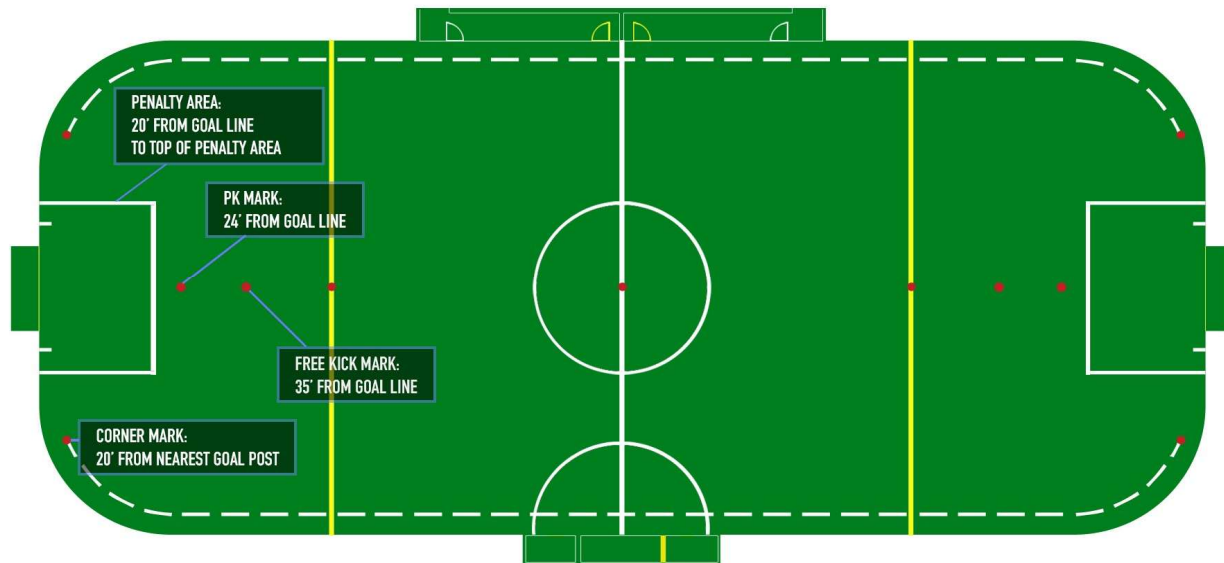 PENALTY AREA:
20' FROM GOAL LINE
TO TOP OF PENALTY AREA
PK MARK:
24' FROM GOAL LINE
FREE KICK MARK:
35' FROM GOAL LINE
CORNER MARK:
20' FROM NEAREST GOAL POST